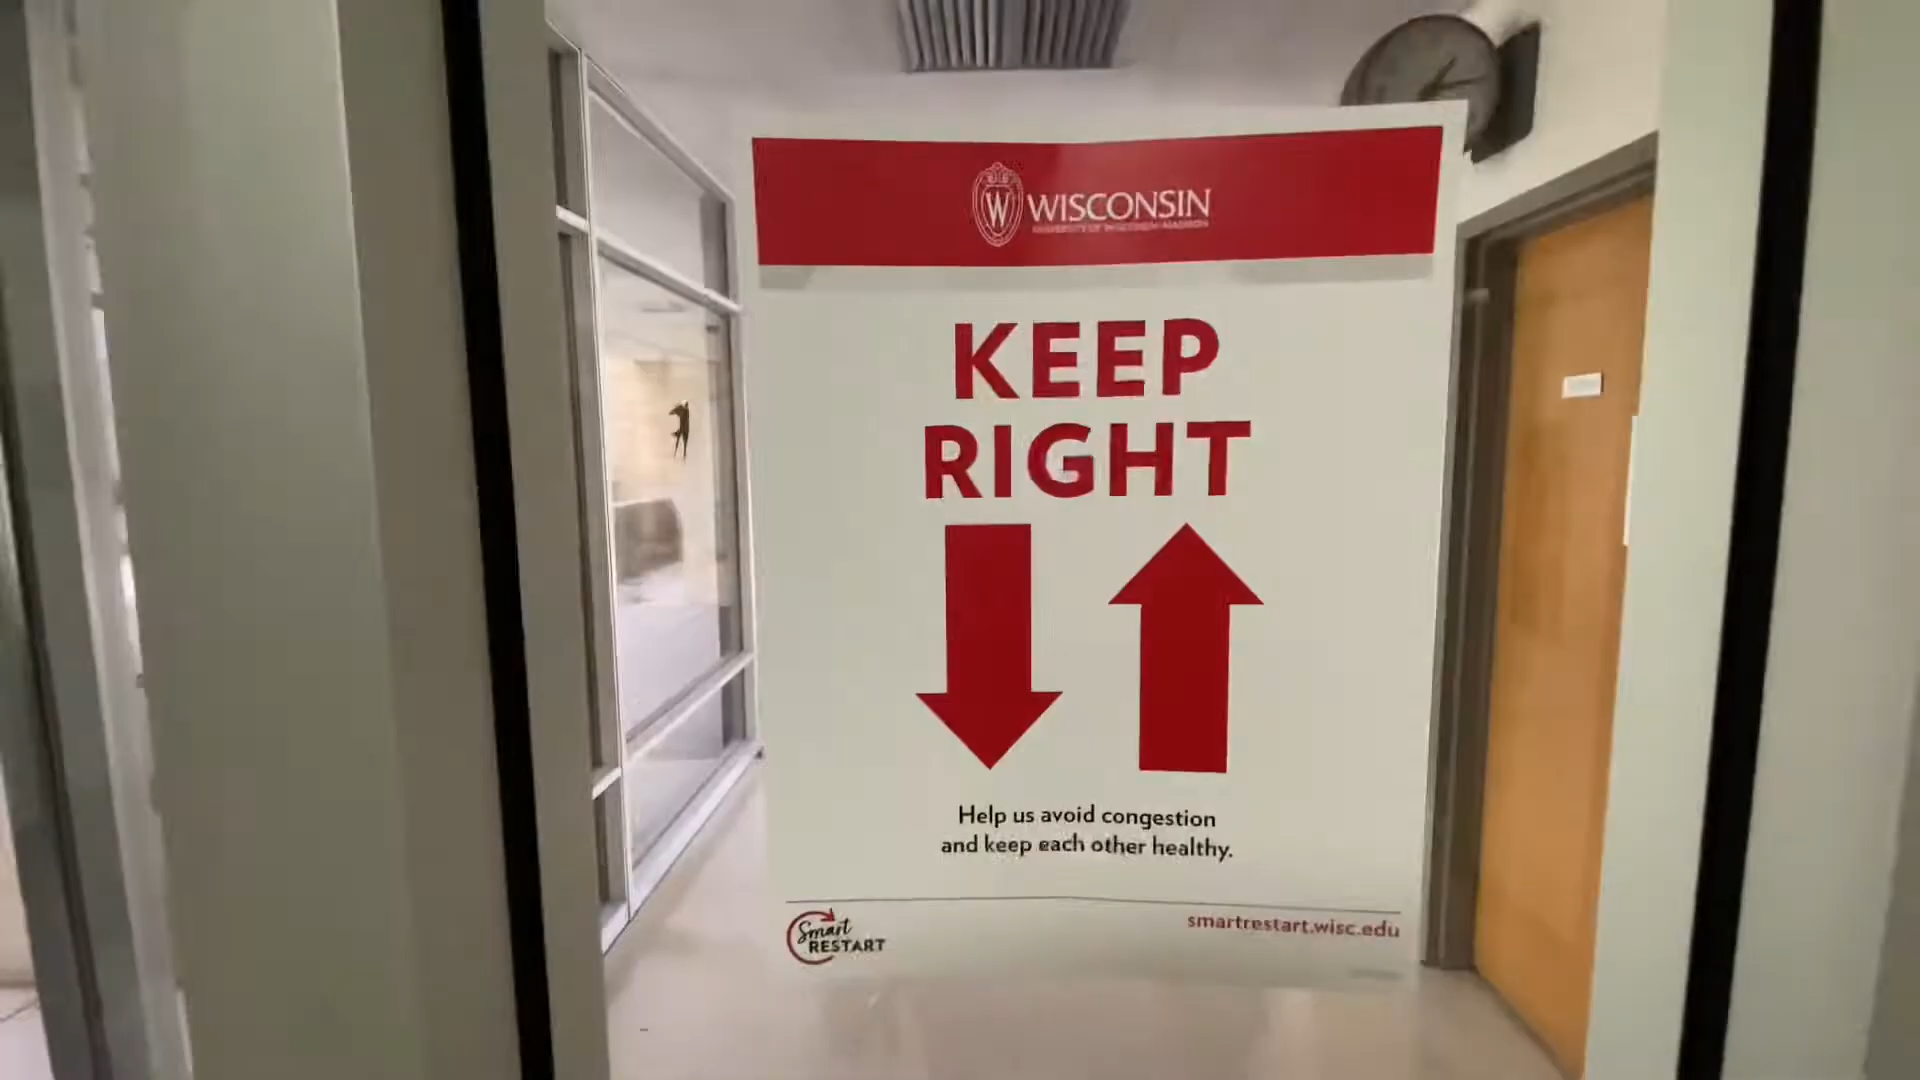 W WISCONSIN
UNIVERSITY OF WISCONSIN-MADISON
KEEP
RIGHT
Help us avoid congestion
and keep each other healthy.
Smart
RESTART
smartrestart.wisc.edu